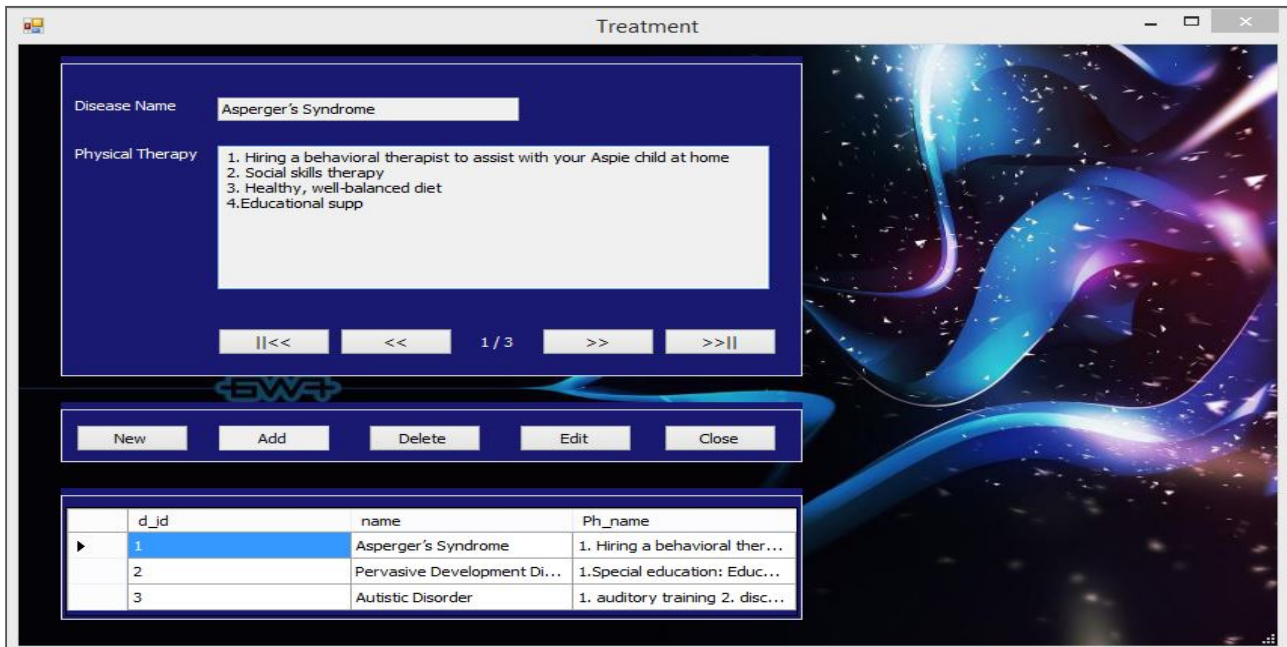 Treatment
Disease Name
Asperger's Syndrome
Physical Therapy
1. Hiring a behavioral therapist to assist with your Aspie child at home
2. Social skills therapy
3. Healthy, well-balanced diet
4.Educational supp
||<< << 1 / 3 >> >>||
New Add Delete Edit Close
d_id name Ph_name
1 Asperger's Syndrome 1. Hiring a behavioral ther...
2 Pervasive Development Di... 1.Special education: Educ...
3 Autistic Disorder 1. auditory training 2. disc...